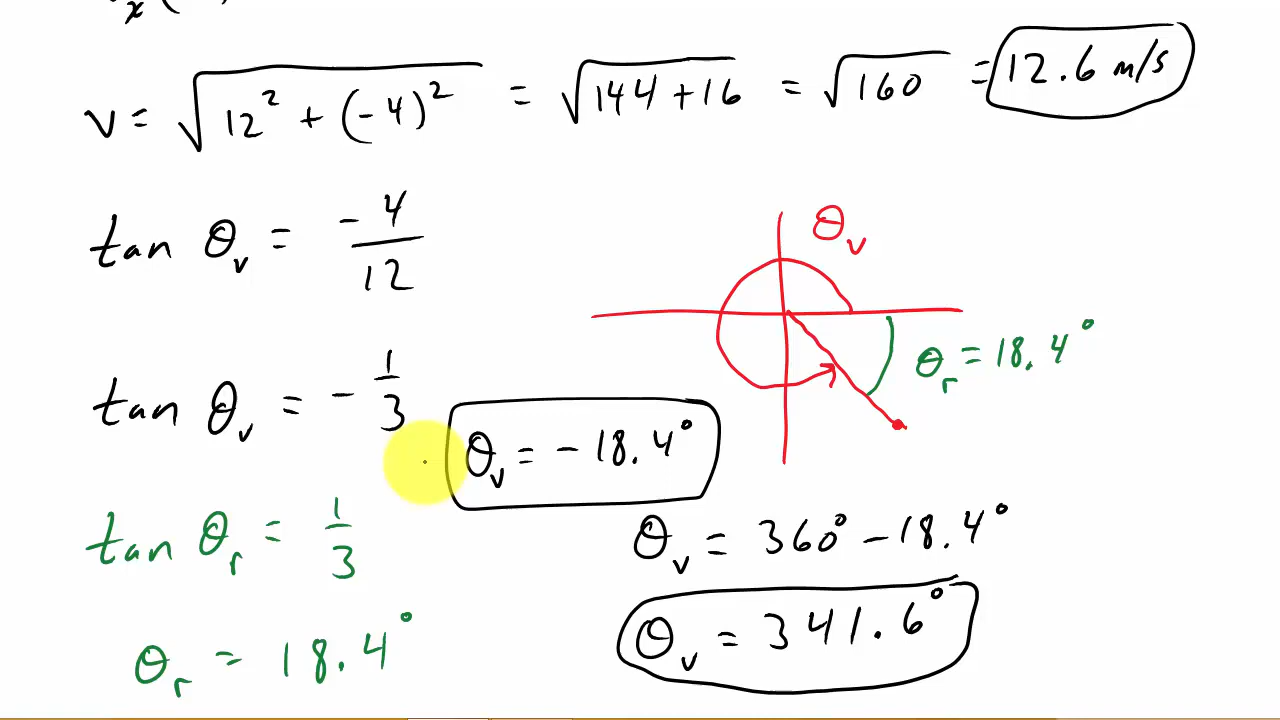 x (
v = √(12² + (-4)²) = √(144 + 16) = √160 = 12.6 m/s
tan θv = -4/12
θv
θr = 18.4°
tan θv = - 1/3
θv = - 18.4°
tan θr = 1/3
θv = 360° - 18.4°
θr = 18.4°
θv = 341.6°